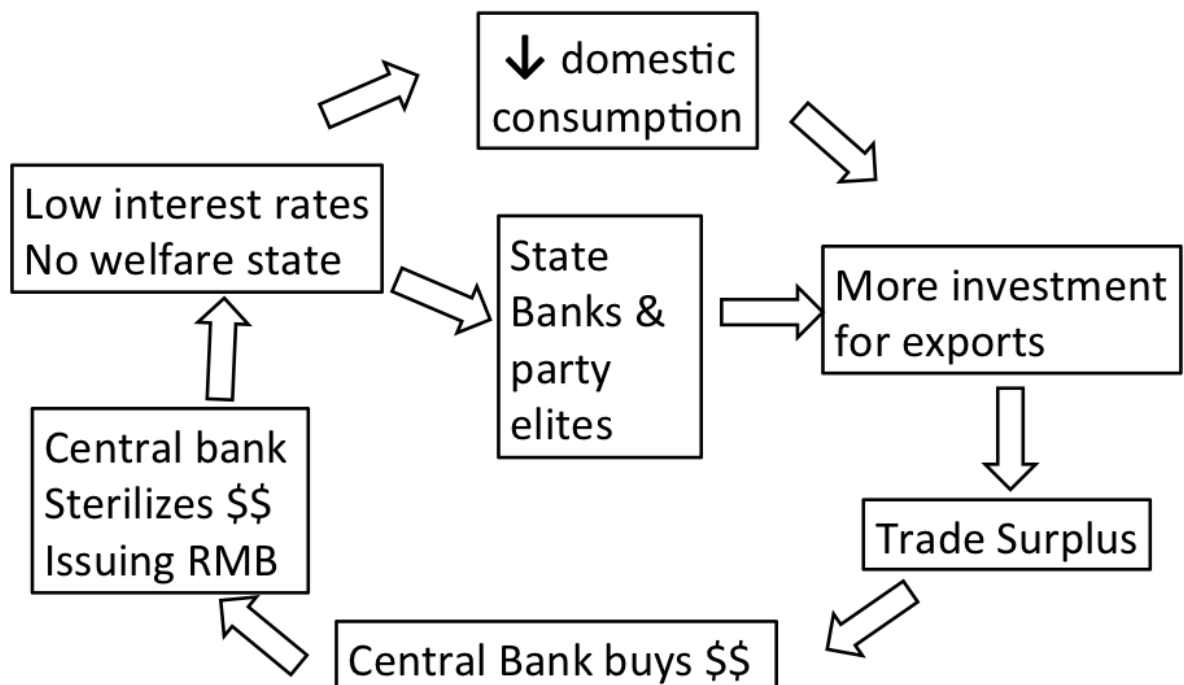 ↓ domestic
consumption
Low interest rates
No welfare state
State
Banks &
party
elites
More investment
for exports
Central bank
Sterilizes $$
Issuing RMB
Trade Surplus
Central Bank buys $$